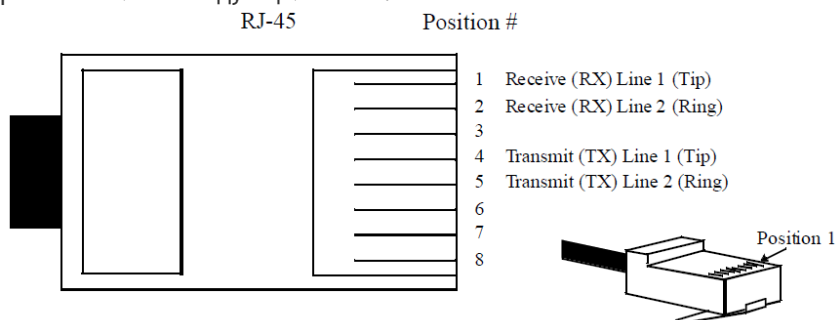 RJ-45 Position #
1 Receive (RX) Line 1 (Tip)
2 Receive (RX) Line 2 (Ring)
3
4 Transmit (TX) Line 1 (Tip)
5 Transmit (TX) Line 2 (Ring)
6
7
8
Position 1